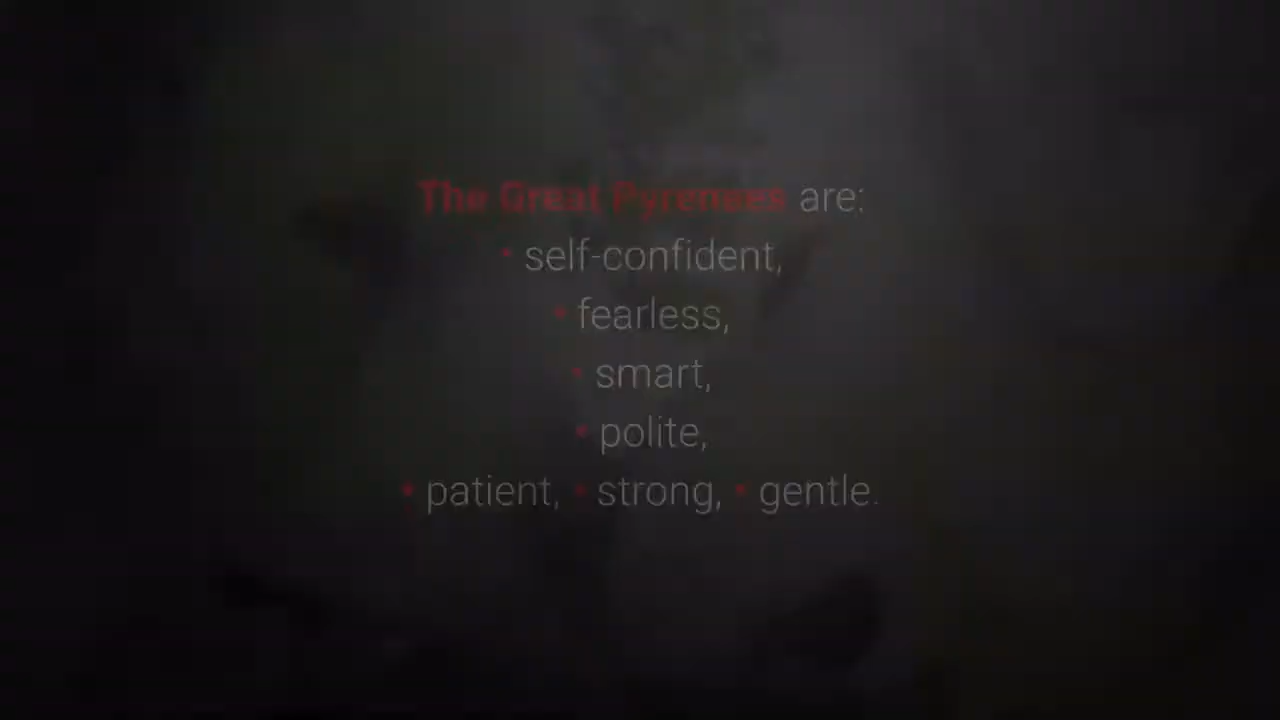 The Great Pyrenees are:
• self-confident,
• fearless,
• smart,
• polite,
• patient, • strong, • gentle.